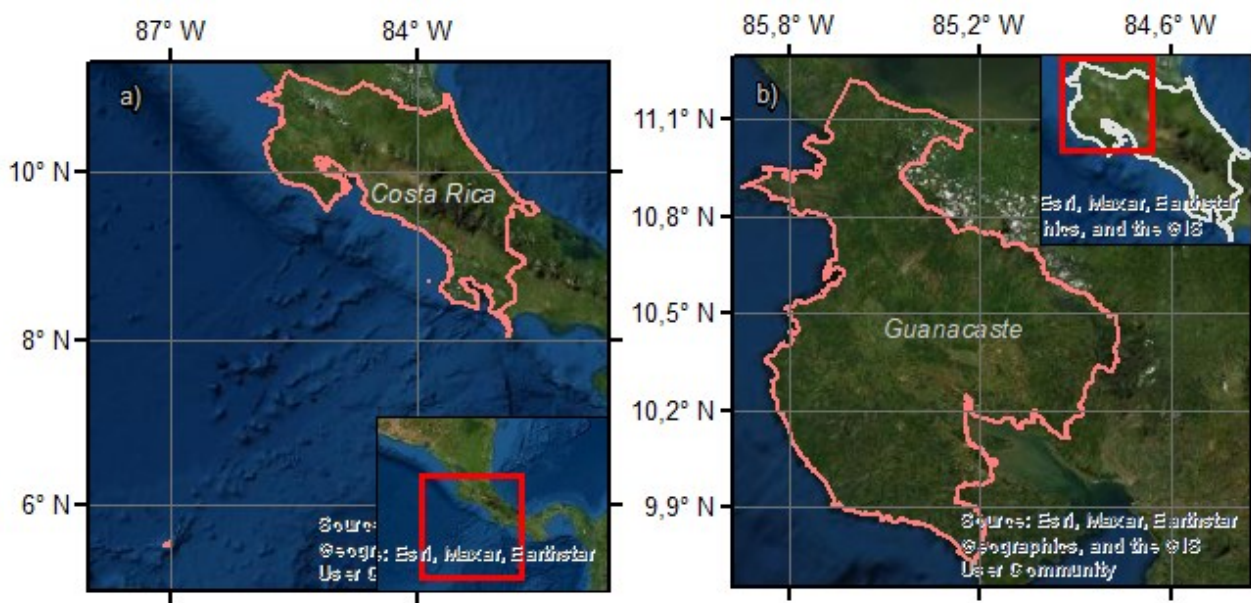 87° W 84° W
a)
10° N
Costa Rica
8° N
6° N
Source
Geogr: Esri, Maxar, Earthstar
User C
85,8° W 85,2° W 84,6° W
b)
11,1° N
Esri, Maxar, Earthstar
hics, and the GIS
10,8° N
10,5° N
Guanacaste
10,2° N
9,9° N
Source: Esri, Maxar, Earthstar
Geographics, and the GIS
User Community